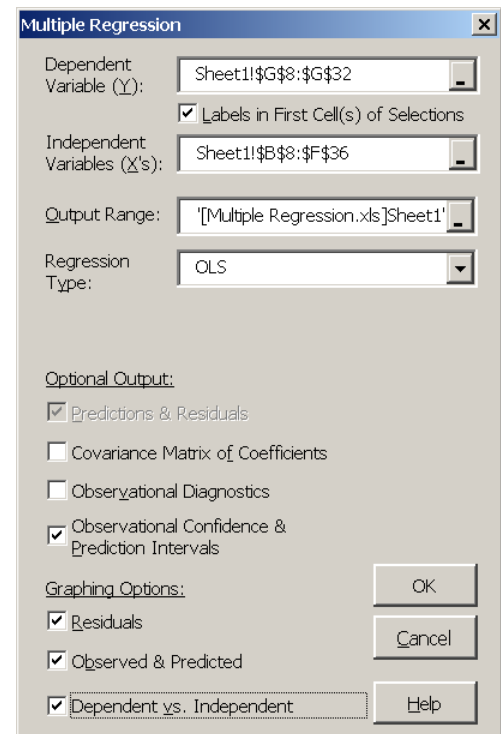 Multiple Regression
Dependent
Variable (Y):
Sheet1!$G$8:$G$32
Labels in First Cell(s) of Selections
Independent
Variables (X's):
Sheet1!$B$8:$F$36
Output Range:
'[Multiple Regression.xls]Sheet1'
Regression
Type:
OLS
Optional Output:
Predictions & Residuals
Covariance Matrix of Coefficients
Observational Diagnostics
Observational Confidence &
Prediction Intervals
Graphing Options:
OK
Residuals
Cancel
Observed & Predicted
Dependent vs. Independent
Help